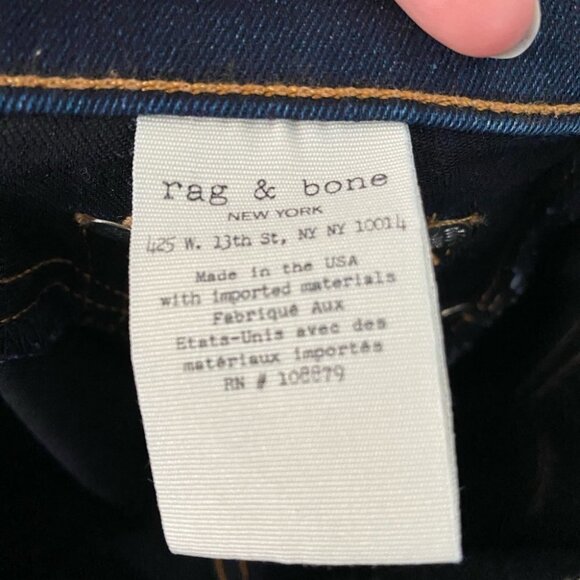 rag & bone
NEW YORK
425 W. 13th St, NY NY 10014
Made in the USA
with imported materials
Fabriqué Aux
Etats-Unis avec des
matériaux importés
RN # 108879